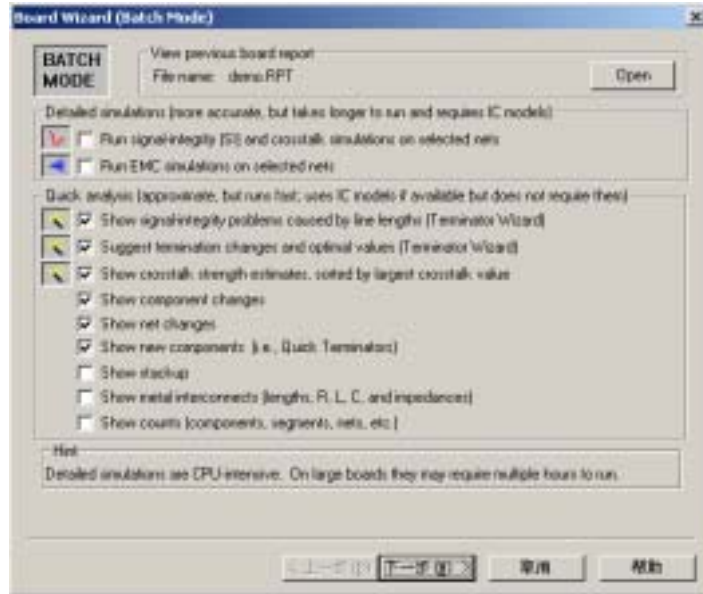 Board Wizard (Batch Mode)
BATCH
MODE
View previous board report
File name: demo.RPT
Open
Detailed simulations (more accurate, but takes longer to run and requires IC models)
Run signal-integrity (SI) and crosstalk simulations on selected nets
Run EMC simulations on selected nets
Quick analysis (approximate, but runs fast; uses IC models if available but does not require them)
Show signal-integrity problems caused by line lengths (Terminator Wizard)
Suggest termination changes and optimal values (Terminator Wizard)
Show crosstalk strength estimates, sorted by largest crosstalk value
Show component changes
Show net changes
Show new components (i.e., Quick Terminators)
Show stackup
Show metal interconnects (lengths, R, L, C, and impedances)
Show counts (components, segments, nets, etc.)
Hint
Detailed simulations are CPU-intensive. On large boards they may require multiple hours to run.
下一步(N) >
取消
帮助